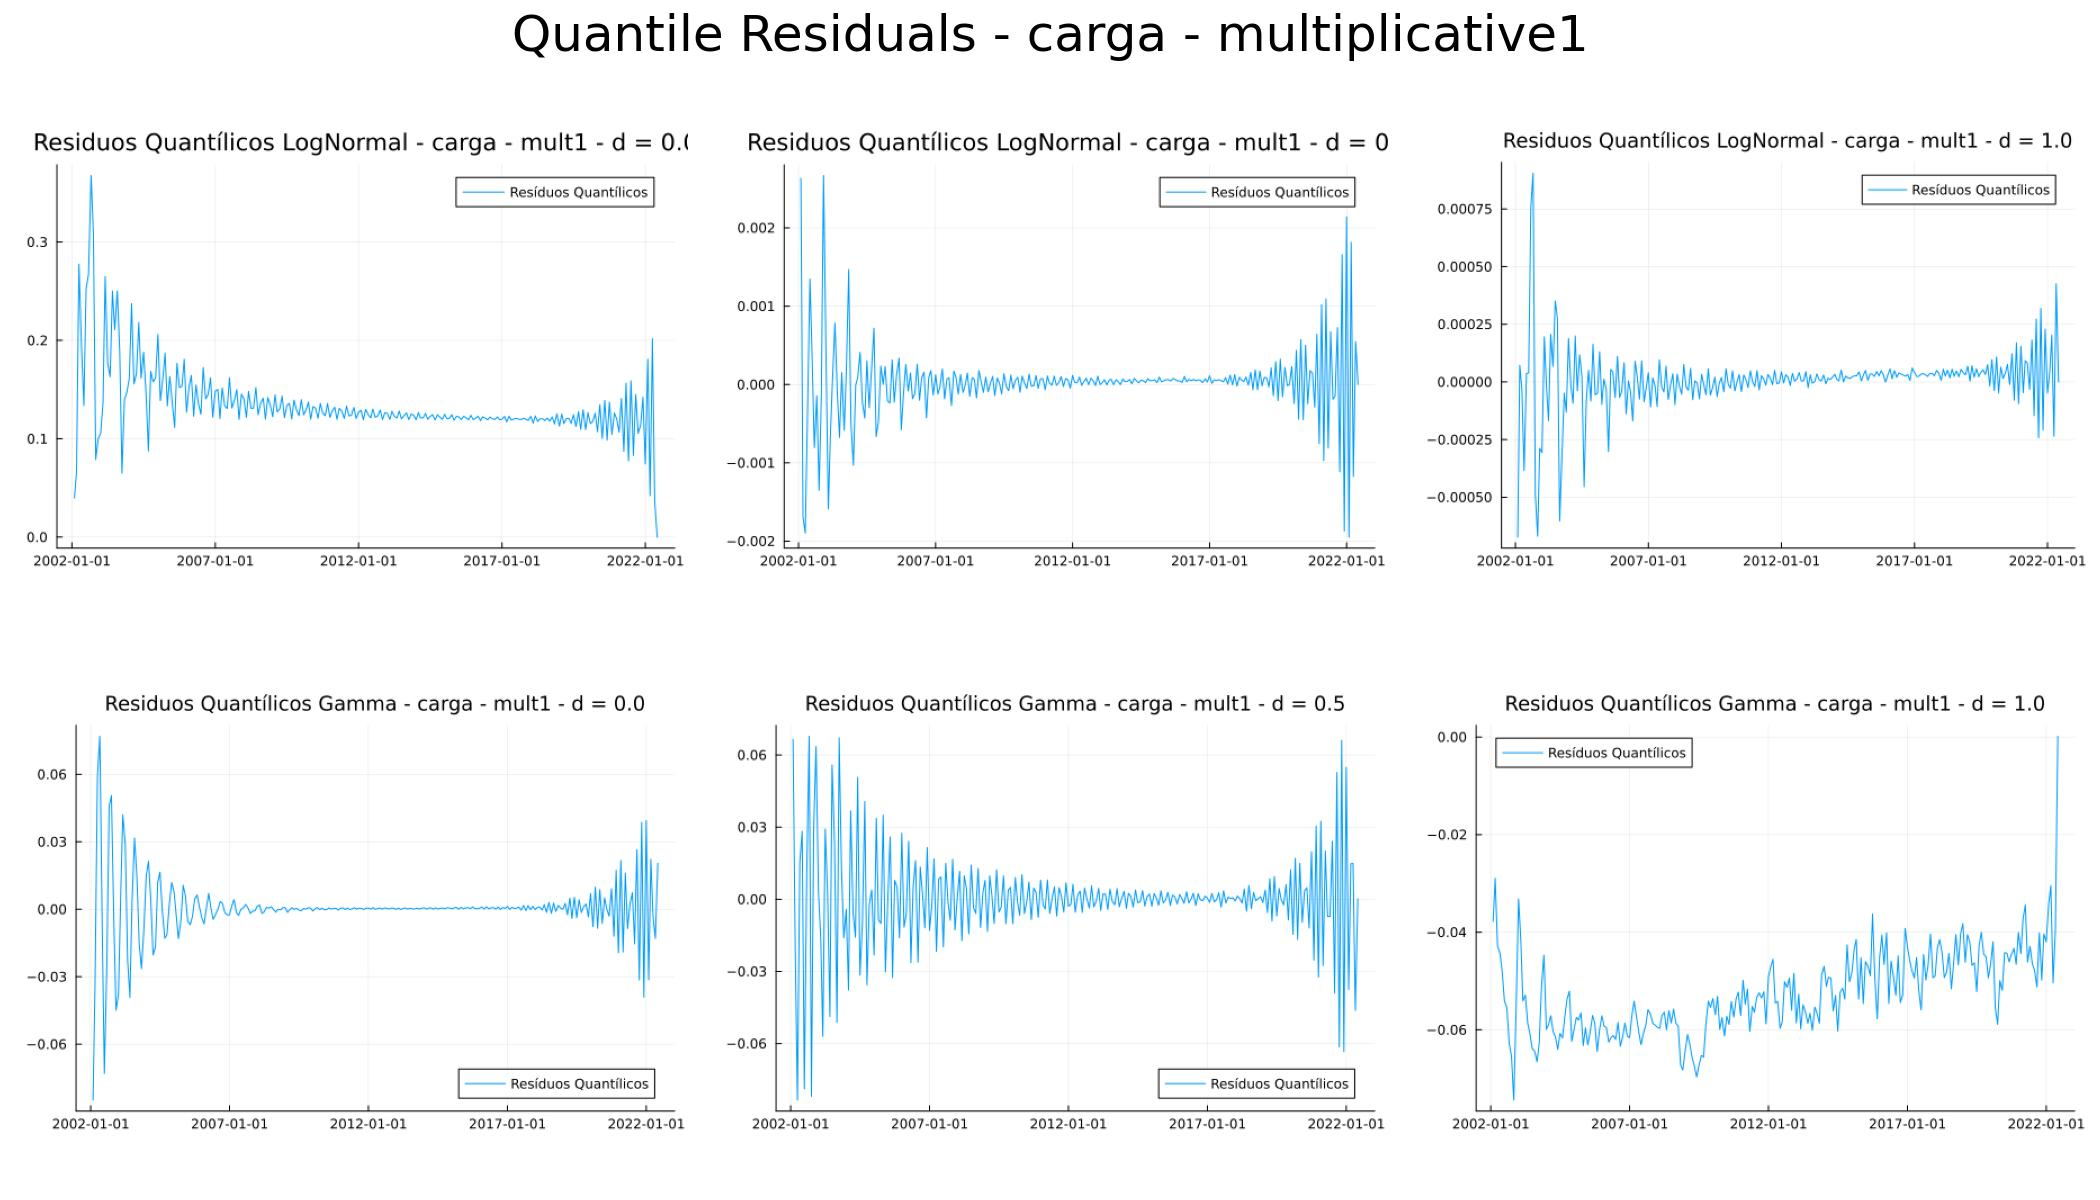 Quantile Residuals - carga - multiplicative1
Residuos Quantílicos LogNormal - carga - mult1 - d = 0.0
Resíduos Quantílicos
0.3
0.2
0.1
0.0
2002-01-01 2007-01-01 2012-01-01 2017-01-01 2022-01-01
Residuos Quantílicos LogNormal - carga - mult1 - d = 0
Resíduos Quantílicos
0.002
0.001
0.000
−0.001
−0.002
2002-01-01 2007-01-01 2012-01-01 2017-01-01 2022-01-01
Residuos Quantílicos LogNormal - carga - mult1 - d = 1.0
Resíduos Quantílicos
0.00075
0.00050
0.00025
0.00000
−0.00025
−0.00050
2002-01-01 2007-01-01 2012-01-01 2017-01-01 2022-01-01
Residuos Quantílicos Gamma - carga - mult1 - d = 0.0
0.06
0.03
0.00
−0.03
−0.06
Resíduos Quantílicos
2002-01-01 2007-01-01 2012-01-01 2017-01-01 2022-01-01
Residuos Quantílicos Gamma - carga - mult1 - d = 0.5
0.06
0.03
0.00
−0.03
−0.06
Resíduos Quantílicos
2002-01-01 2007-01-01 2012-01-01 2017-01-01 2022-01-01
Residuos Quantílicos Gamma - carga - mult1 - d = 1.0
Resíduos Quantílicos
0.00
−0.02
−0.04
−0.06
2002-01-01 2007-01-01 2012-01-01 2017-01-01 2022-01-01